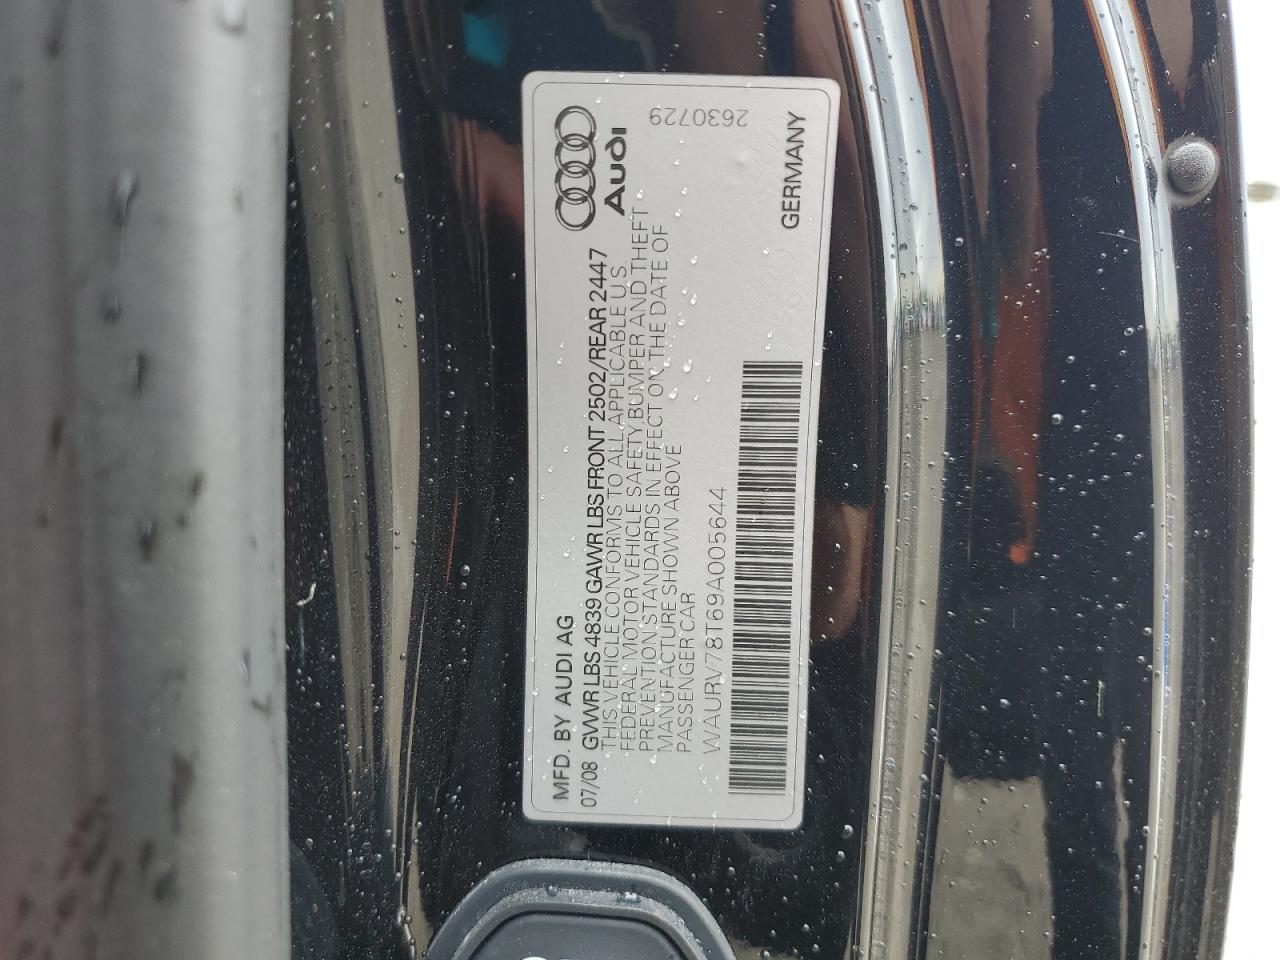 MFD. BY AUDI AG
07/08 GVWR LBS 4839 GAWR LBS FRONT 2502/REAR 2447
THIS VEHICLE CONFORMS TO ALL APPLICABLE U.S.
FEDERAL MOTOR VEHICLE SAFETY BUMPER AND THEFT
PREVENTION STANDARDS IN EFFECT ON THE DATE OF
MANUFACTURE SHOWN ABOVE
PASSENGER CAR
WAURV78T69A005644
Audi
2630729
GERMANY